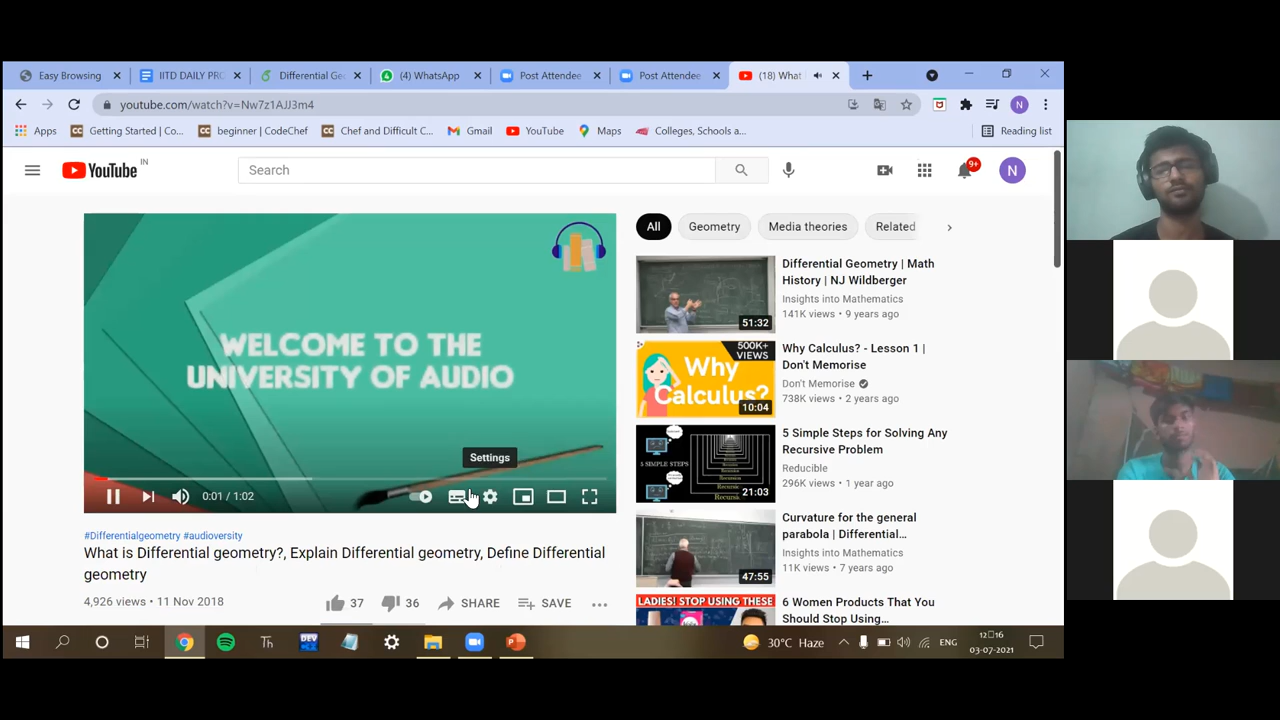 Easy Browsing
IITD DAILY PRO
Differential Geo
(4) WhatsApp
Post Attendee
Post Attendee
(18) What
youtube.com/watch?v=Nw7z1AJJ3m4
N
Apps
Getting Started | Co...
beginner | CodeChef
Chef and Difficult C...
Gmail
YouTube
Maps
Colleges, Schools a...
Reading list
YouTube IN
Search
9+
N
WELCOME TO THE
UNIVERSITY OF AUDIO
Settings
0:01 / 1:02
#Differentialgeometry #audioversity
What is Differential geometry?, Explain Differential geometry, Define Differential
geometry
4,926 views • 11 Nov 2018
37
36
SHARE
SAVE
All
Geometry
Media theories
Related
51:32
Differential Geometry | Math
History | NJ Wildberger
Insights into Mathematics
141K views • 9 years ago
500K+
VIEWS
Why
Calculus?
10:04
Why Calculus? - Lesson 1 |
Don't Memorise
Don't Memorise
738K views • 2 years ago
5 SIMPLE STEPS
21:03
5 Simple Steps for Solving Any
Recursive Problem
Reducible
296K views • 1 year ago
47:55
Curvature for the general
parabola | Differential...
Insights into Mathematics
11K views • 7 years ago
LADIES! STOP USING THESE
6 Women Products That You
Should Stop Using...
Th
DEV
30°C Haze
ENG
12:16
03-07-2021